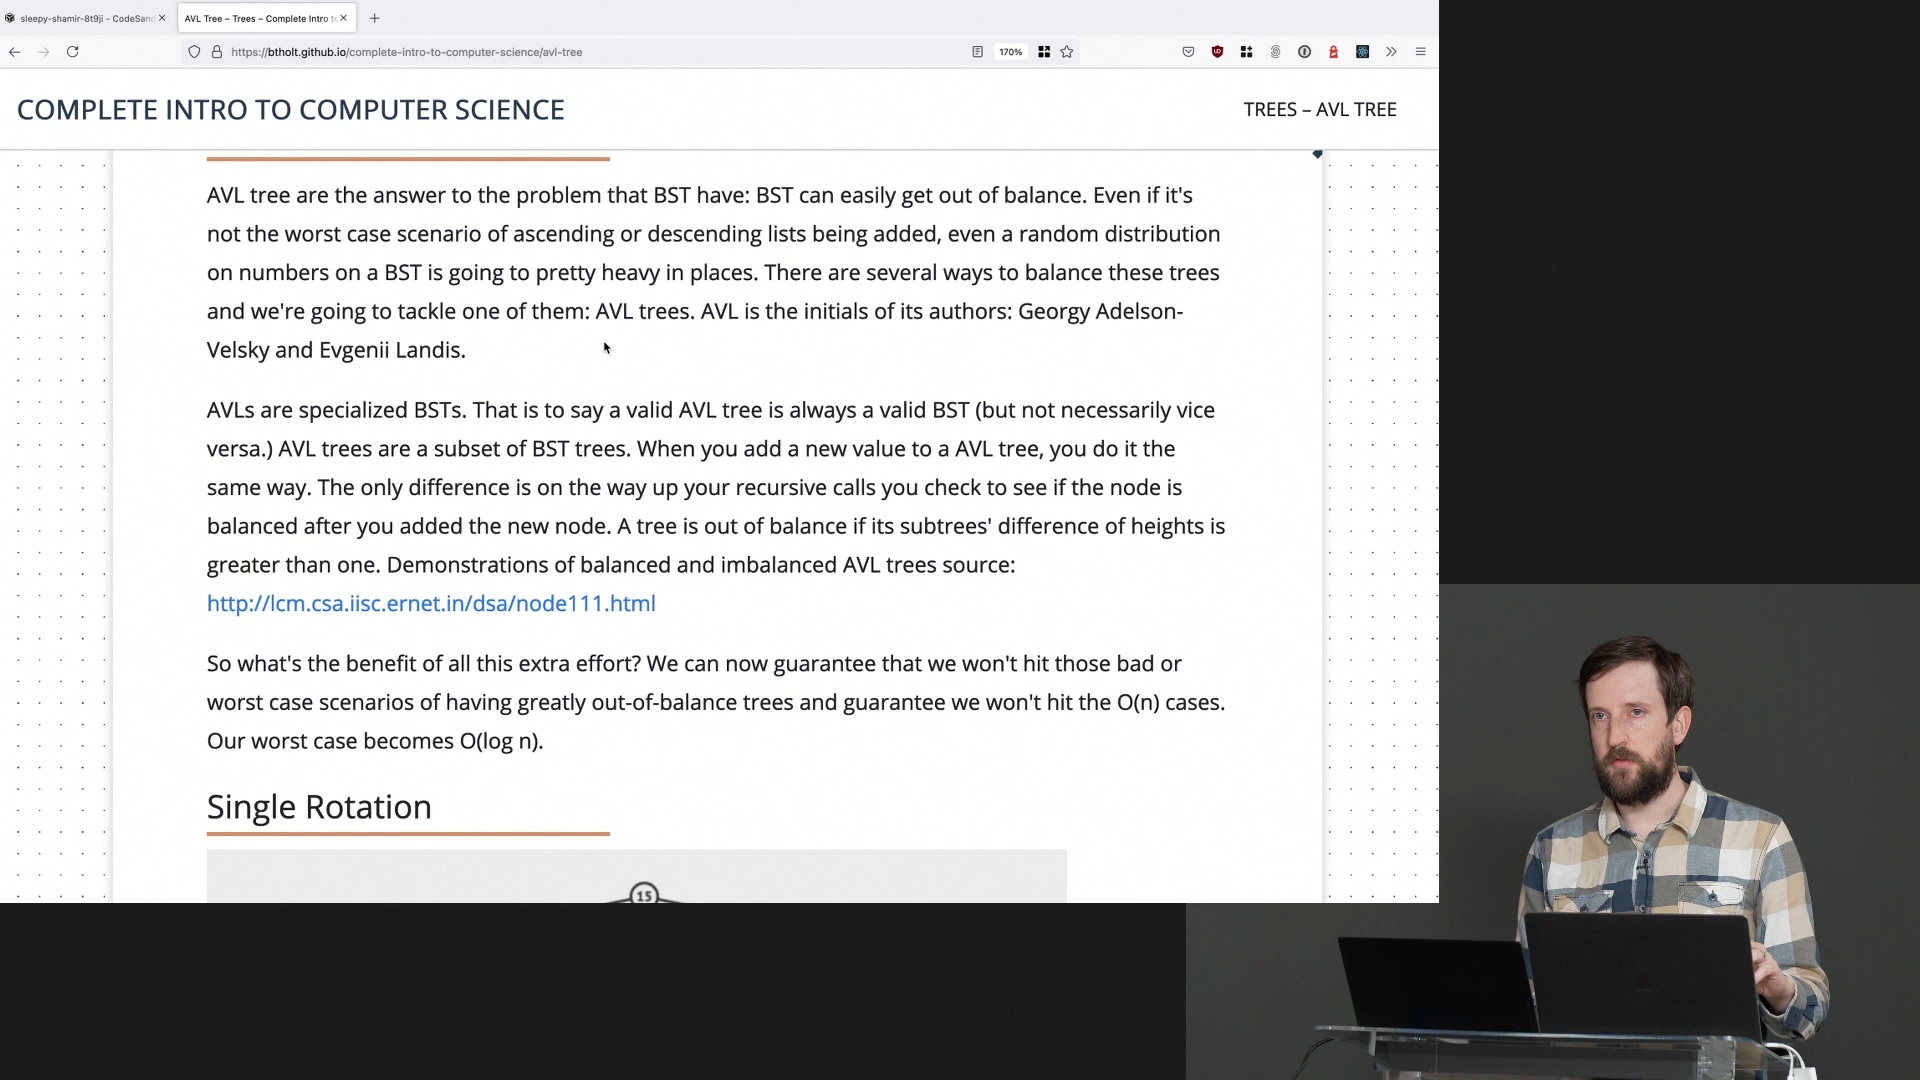 sleepy-shamir-8t9ji - CodeSand
AVL Tree – Trees – Complete Intro to
https://btholt.github.io/complete-intro-to-computer-science/avl-tree
170%
COMPLETE INTRO TO COMPUTER SCIENCE
TREES – AVL TREE
AVL tree are the answer to the problem that BST have: BST can easily get out of balance. Even if it's
not the worst case scenario of ascending or descending lists being added, even a random distribution
on numbers on a BST is going to pretty heavy in places. There are several ways to balance these trees
and we're going to tackle one of them: AVL trees. AVL is the initials of its authors: Georgy Adelson-
Velsky and Evgenii Landis.
AVLs are specialized BSTs. That is to say a valid AVL tree is always a valid BST (but not necessarily vice
versa.) AVL trees are a subset of BST trees. When you add a new value to a AVL tree, you do it the
same way. The only difference is on the way up your recursive calls you check to see if the node is
balanced after you added the new node. A tree is out of balance if its subtrees' difference of heights is
greater than one. Demonstrations of balanced and imbalanced AVL trees source:
http://lcm.csa.iisc.ernet.in/dsa/node111.html
So what's the benefit of all this extra effort? We can now guarantee that we won't hit those bad or
worst case scenarios of having greatly out-of-balance trees and guarantee we won't hit the O(n) cases.
Our worst case becomes O(log n).
Single Rotation
15